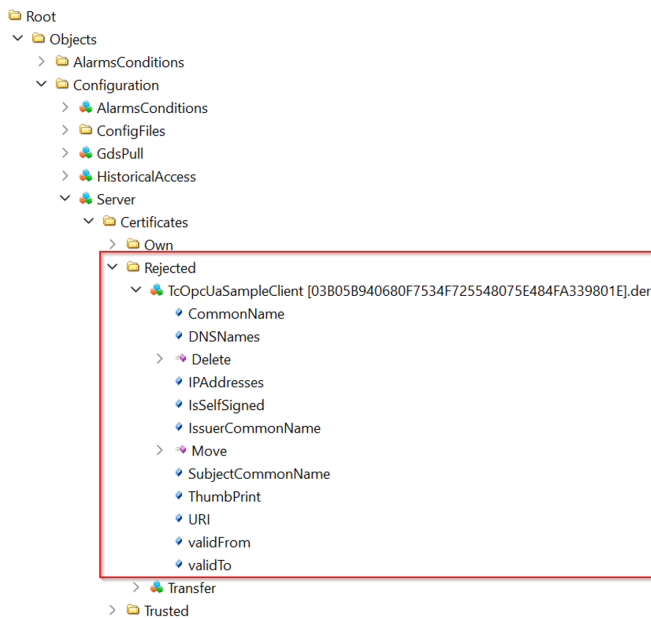 Root
Objects
AlarmsConditions
Configuration
AlarmsConditions
ConfigFiles
GdsPull
HistoricalAccess
Server
Certificates
Own
Rejected
TcOpcUaSampleClient [03B05B940680F7534F725548075E484FA339801E].der
CommonName
DNSNames
Delete
IPAddresses
IsSelfSigned
IssuerCommonName
Move
SubjectCommonName
ThumbPrint
URI
validFrom
validTo
Transfer
Trusted